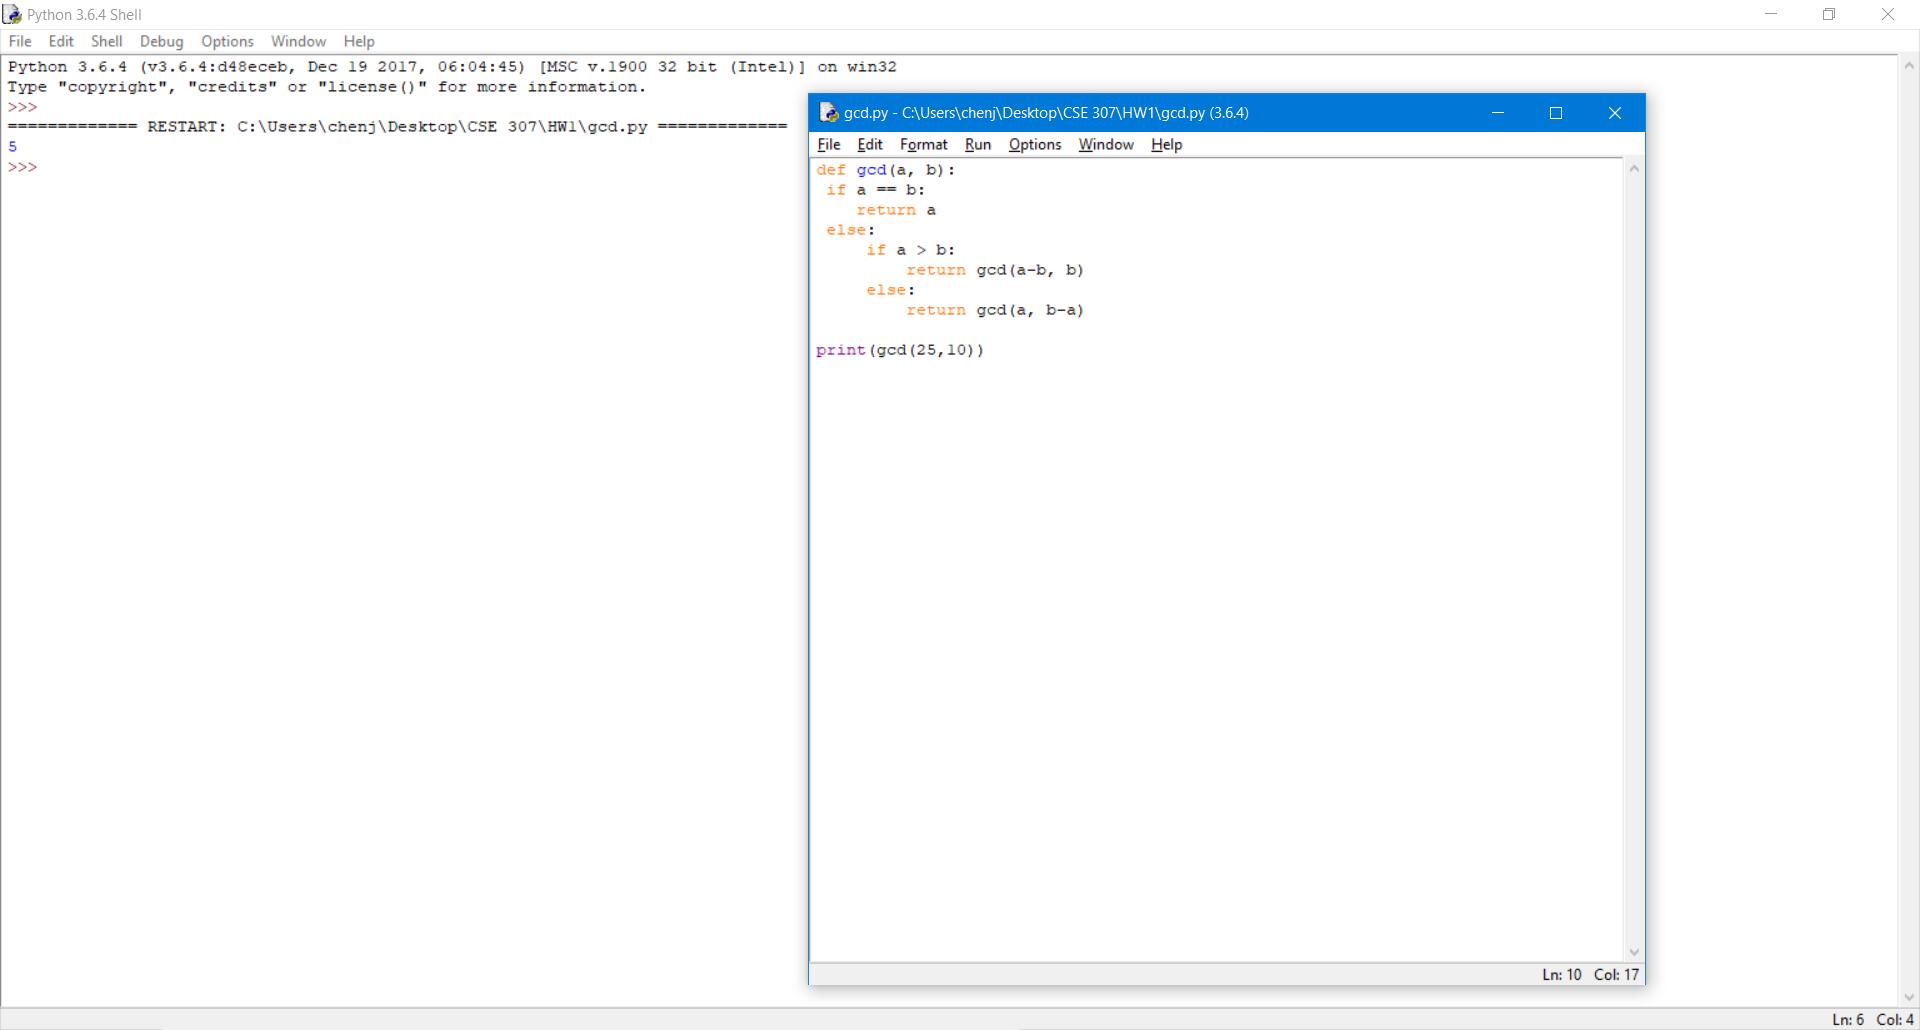 Python 3.6.4 Shell
File Edit Shell Debug Options Window Help
Python 3.6.4 (v3.6.4:d48eceb, Dec 19 2017, 06:04:45) [MSC v.1900 32 bit (Intel)] on win32
Type "copyright", "credits" or "license()" for more information.
>>>
============= RESTART: C:\Users\chenj\Desktop\CSE 307\HW1\gcd.py =============
5
>>>
gcd.py - C:\Users\chenj\Desktop\CSE 307\HW1\gcd.py (3.6.4)
File Edit Format Run Options Window Help
def gcd(a, b):
 if a == b:
    return a
 else:
     if a > b:
         return gcd(a-b, b)
     else:
         return gcd(a, b-a)
print(gcd(25,10))
Ln: 10 Col: 17
Ln: 6 Col: 4